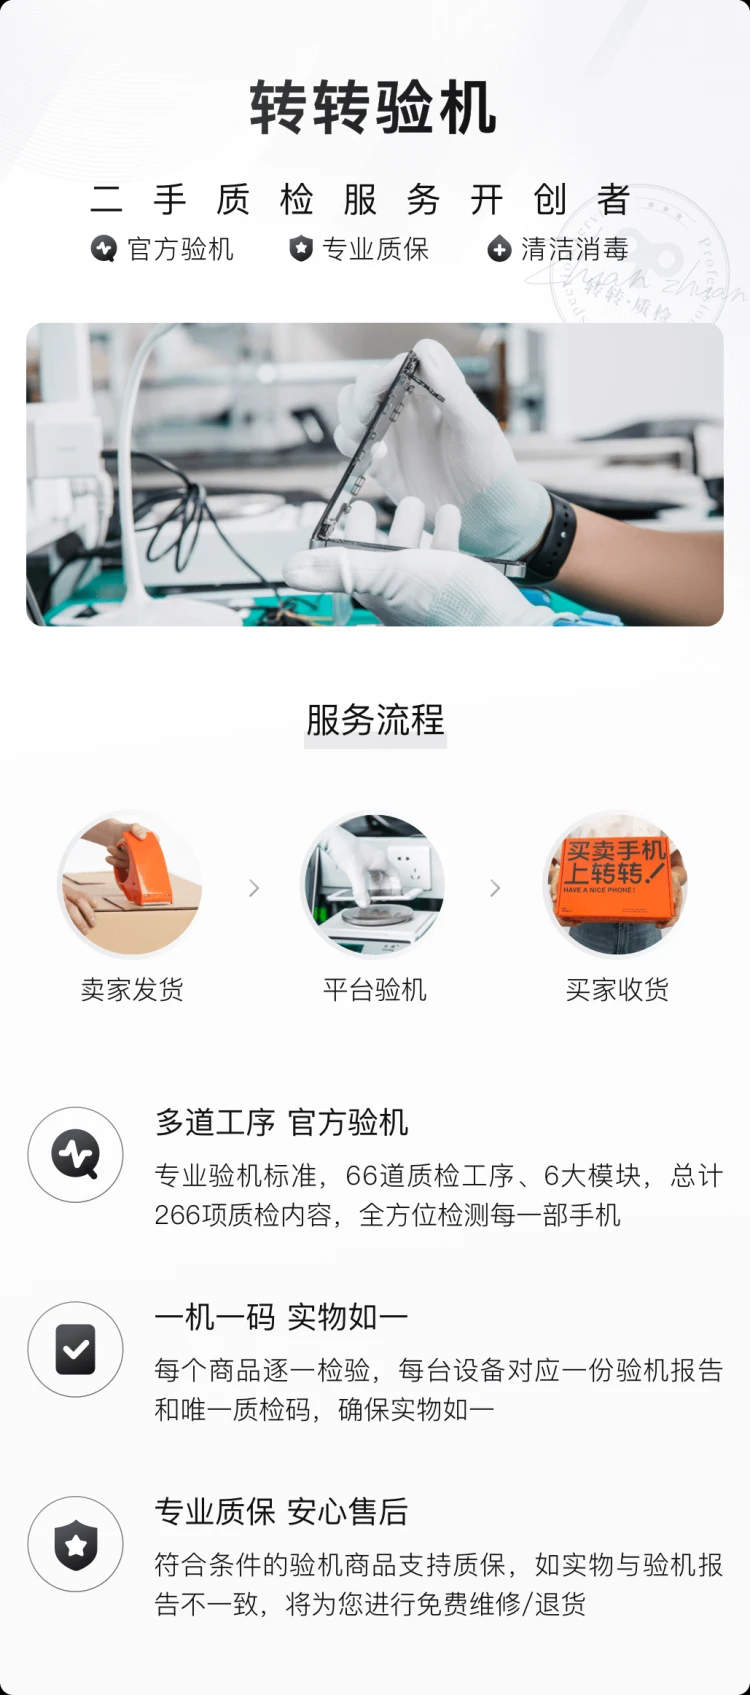 转转验机
二手质检服务开创者
官方验机 专业质保 清洁消毒
转转·质检
服务流程
买卖手机
上转转!
HAVE A NICE PHONE!
卖家发货 平台验机 买家收货
多道工序 官方验机
专业验机标准，66道质检工序、6大模块，总计
266项质检内容，全方位检测每一部手机
一机一码 实物如一
每个商品逐一检验，每台设备对应一份验机报告
和唯一质检码，确保实物如一
专业质保 安心售后
符合条件的验机商品支持质保，如实物与验机报
告不一致，将为您进行免费维修/退货